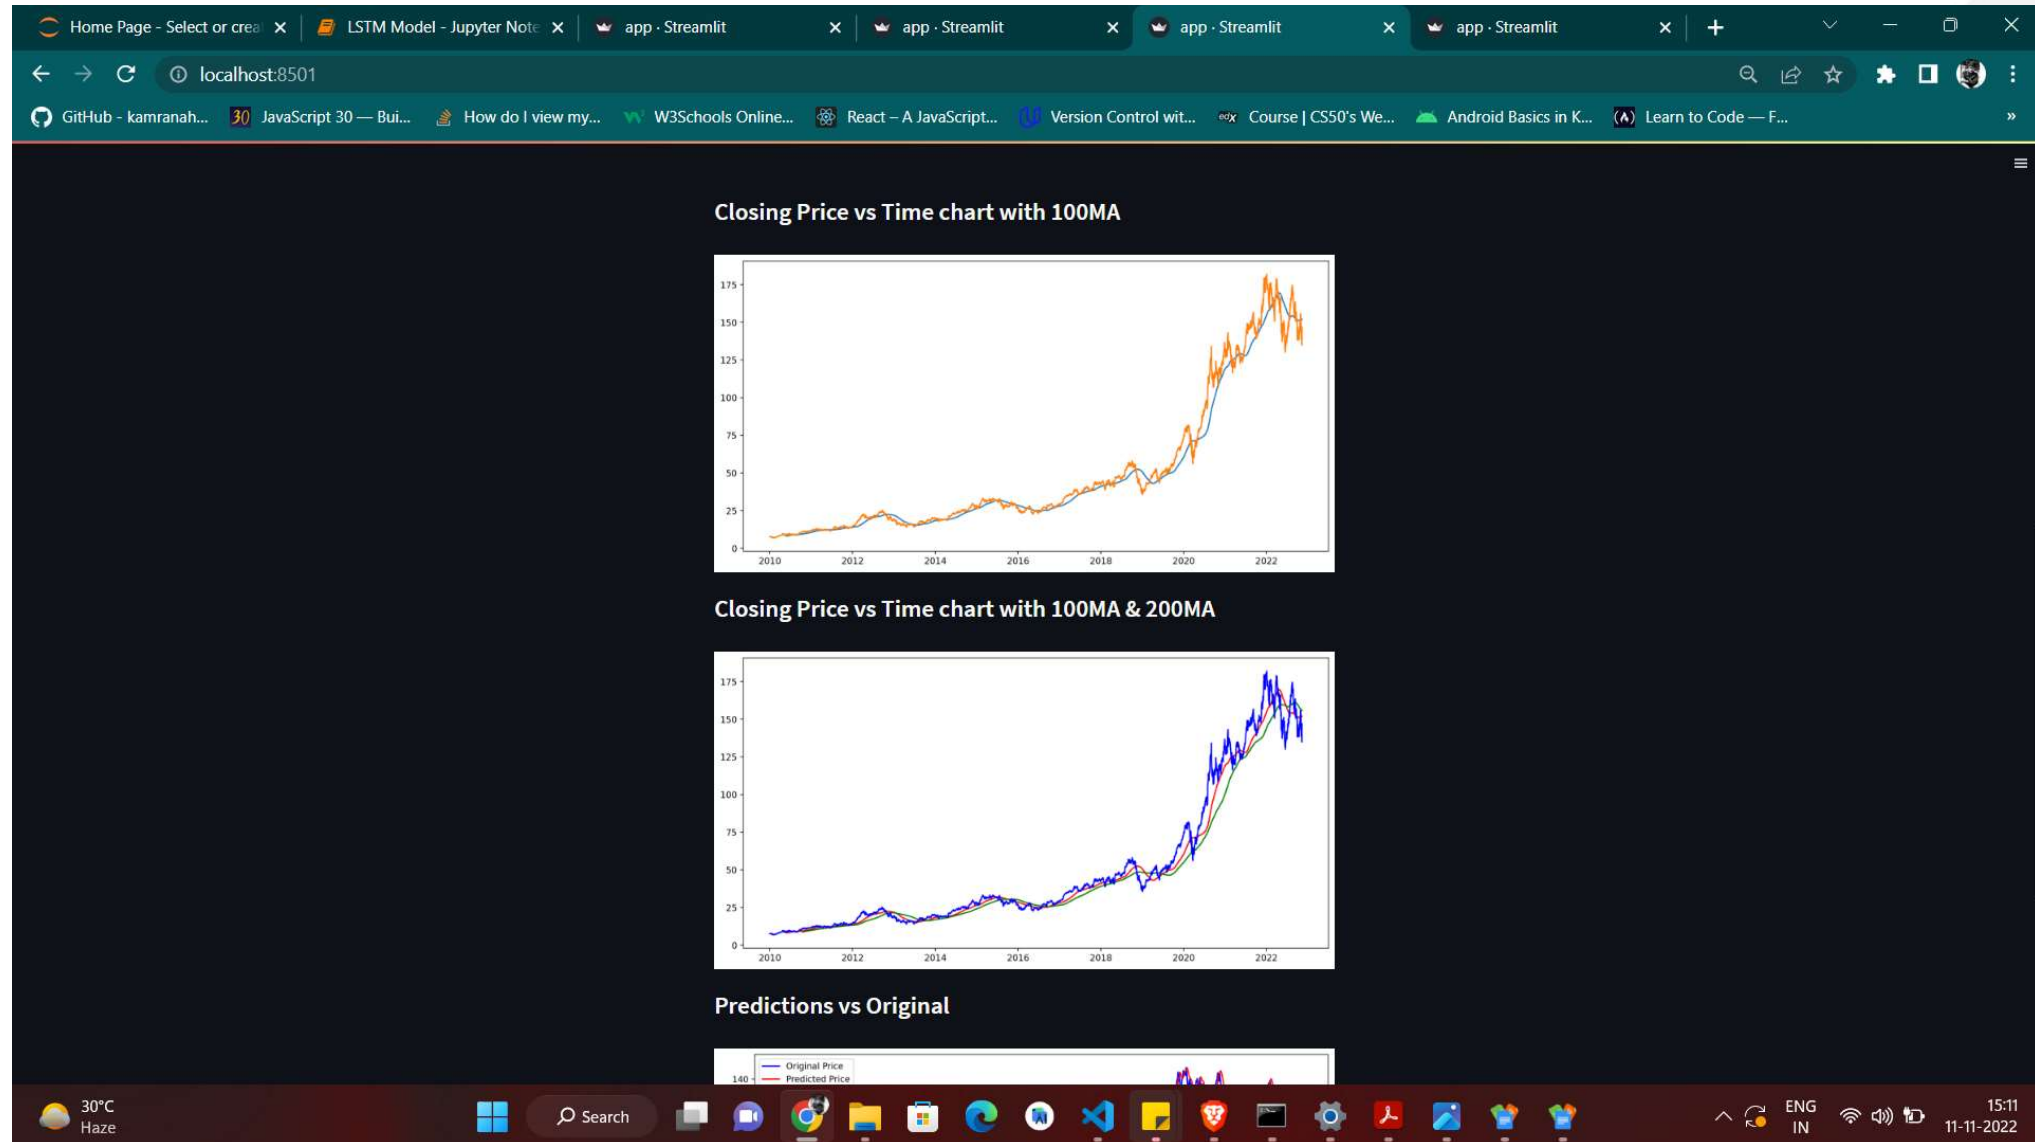 Home Page - Select or crea
LSTM Model - Jupyter Note
app · Streamlit
app · Streamlit
app · Streamlit
app · Streamlit
localhost:8501
GitHub - kamranah...
30 JavaScript 30 — Bui...
How do I view my...
W3Schools Online...
React – A JavaScript...
Version Control wit...
edx Course | CS50's We...
Android Basics in K...
Learn to Code — F...
»
Closing Price vs Time chart with 100MA
175
150
125
100
75
50
25
0
2010 2012 2014 2016 2018 2020 2022
Closing Price vs Time chart with 100MA & 200MA
175
150
125
100
75
50
25
0
2010 2012 2014 2016 2018 2020 2022
Predictions vs Original
Original Price
140
Predicted Price
30°C
Haze
Search
ENG
IN
15:11
11-11-2022